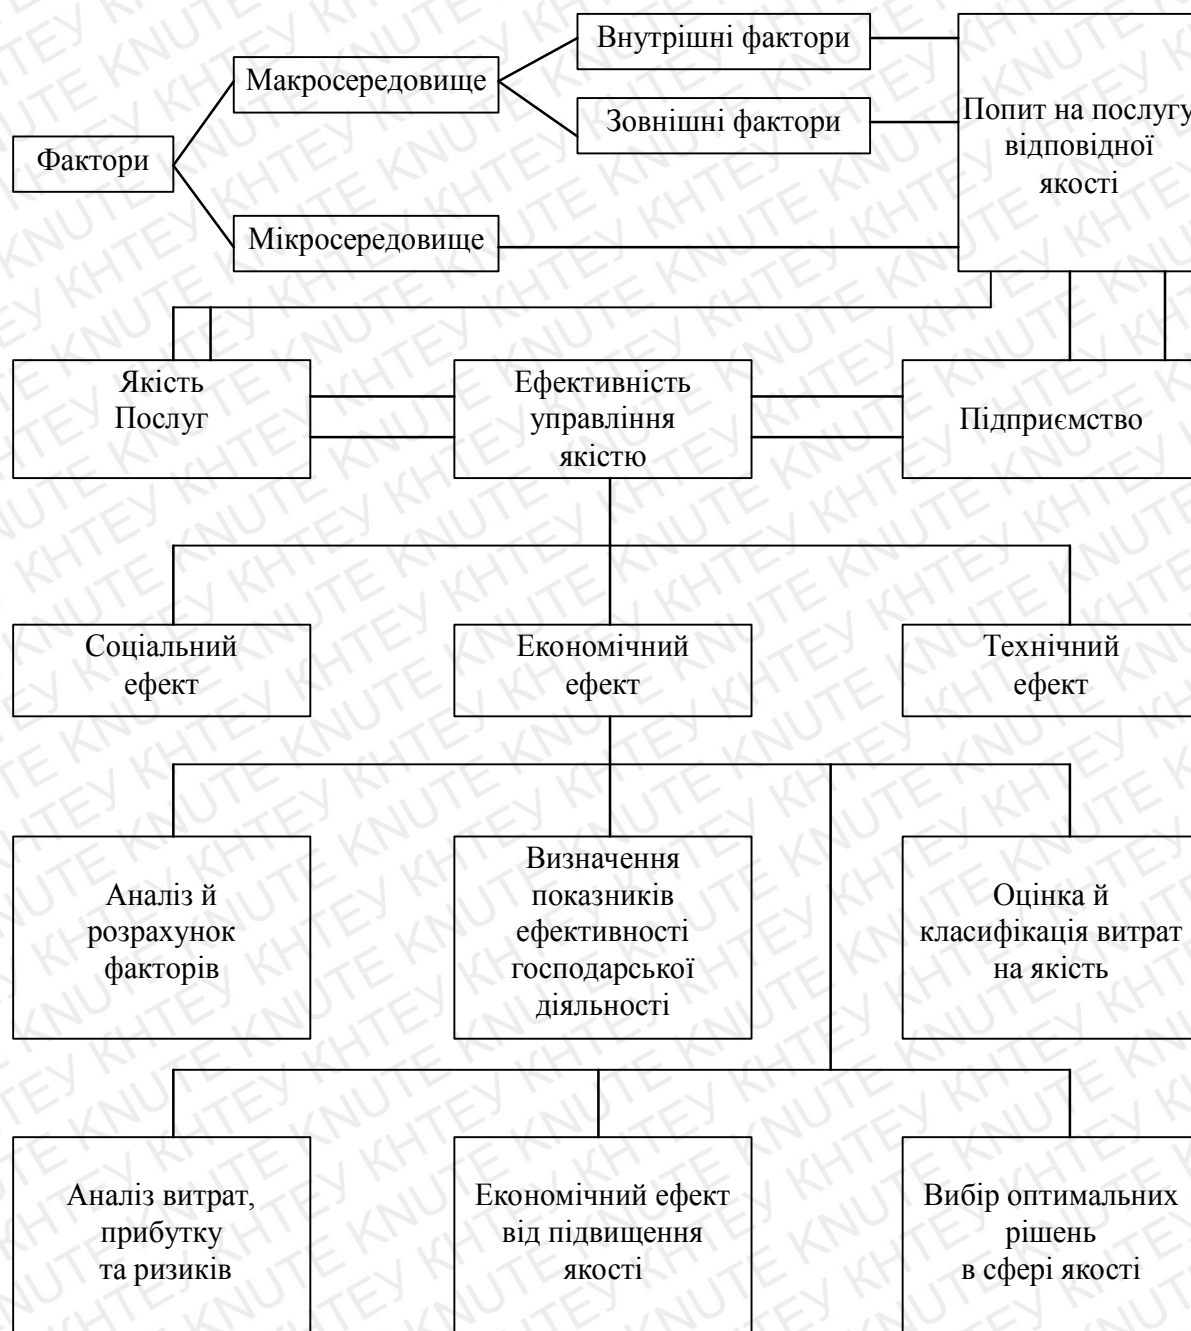 Внутрішні фактори
Макросередовище
Зовнішні фактори
Попит на послугу
відповідної
якості
Фактори
Мікросередовище
Якість
Послуг
Ефективність
управління
якістю
Підприємство
Соціальний
ефект
Економічний
ефект
Технічний
ефект
Аналіз й
розрахунок
факторів
Визначення
показників
ефективності
господарської
діяльності
Оцінка й
класифікація витрат
на якість
Аналіз витрат,
прибутку
та ризиків
Економічний ефект
від підвищення
якості
Вибір оптимальних
рішень
в сфері якості
KNUTE КНТЕУ